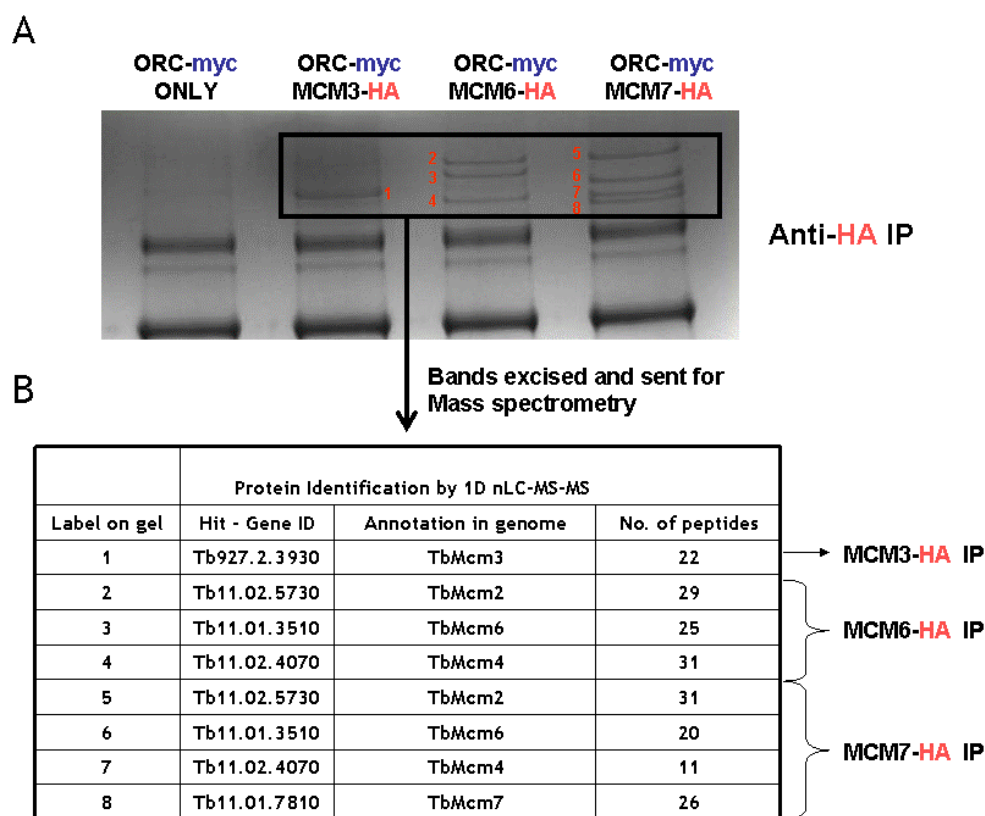 A
ORC-myc ORC-myc ORC-myc ORC-myc
ONLY MCM3-HA MCM6-HA MCM7-HA
2 5
3 6
1 7
4 8
Anti-HA IP
Bands excised and sent for
Mass spectrometry
B
Protein Identification by 1D nLC-MS-MS
Label on gel Hit - Gene ID Annotation in genome No. of peptides
1 Tb927.2.3930 TbMcm3 22 MCM3-HA IP
2 Tb11.02.5730 TbMcm2 29
3 Tb11.01.3510 TbMcm6 25 MCM6-HA IP
4 Tb11.02.4070 TbMcm4 31
5 Tb11.02.5730 TbMcm2 31
6 Tb11.01.3510 TbMcm6 20 MCM7-HA IP
7 Tb11.02.4070 TbMcm4 11
8 Tb11.01.7810 TbMcm7 26